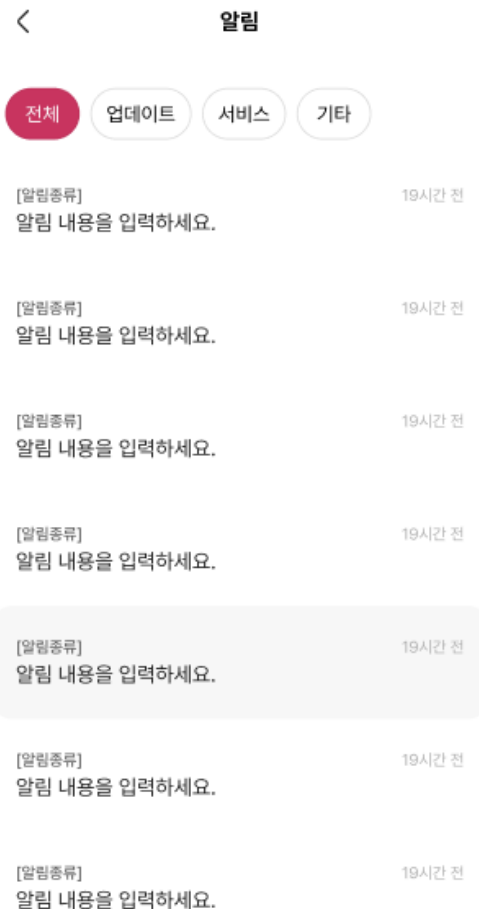 알림
전체 업데이트 서비스 기타
[알림종류] 19시간 전
알림 내용을 입력하세요.
[알림종류] 19시간 전
알림 내용을 입력하세요.
[알림종류] 19시간 전
알림 내용을 입력하세요.
[알림종류] 19시간 전
알림 내용을 입력하세요.
[알림종류] 19시간 전
알림 내용을 입력하세요.
[알림종류] 19시간 전
알림 내용을 입력하세요.
[알림종류] 19시간 전
알림 내용을 입력하세요.